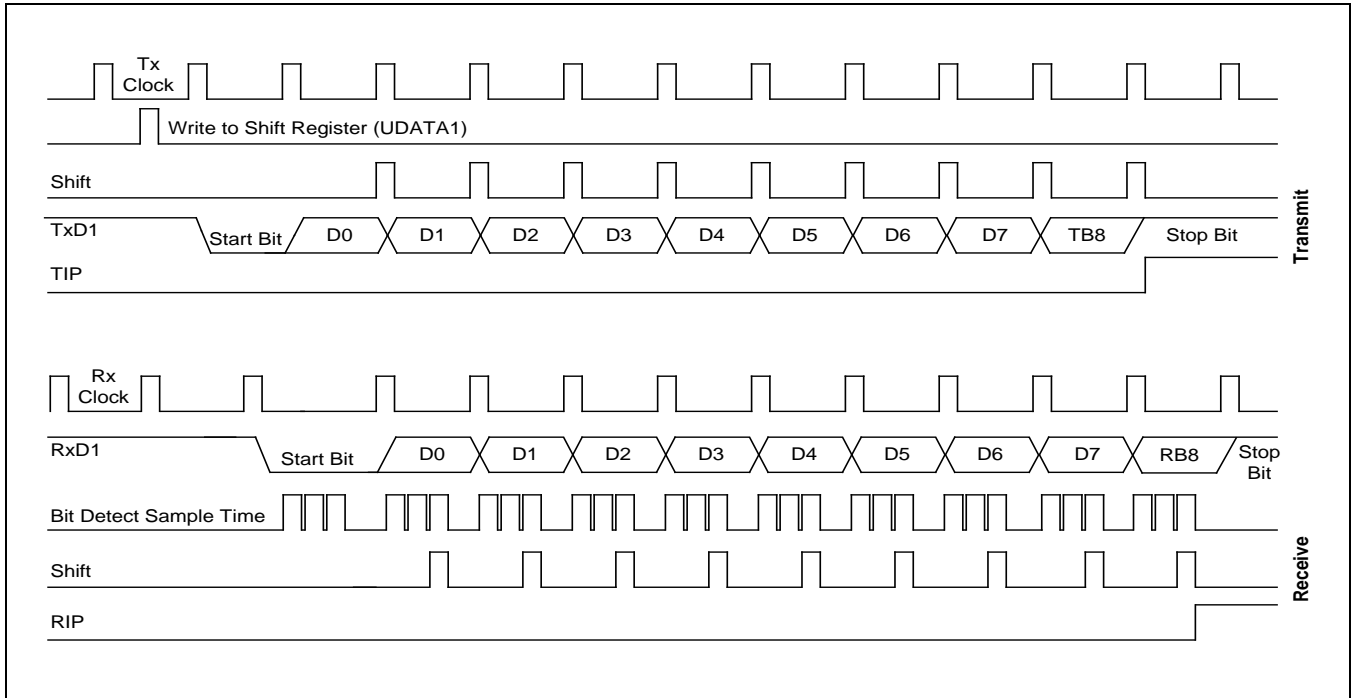 Tx
Clock
Write to Shift Register (UDATA1)
Shift
TxD1
Start Bit
D0
D1
D2
D3
D4
D5
D6
D7
TB8
Stop Bit
TIP
Transmit
Rx
Clock
RxD1
Start Bit
D0
D1
D2
D3
D4
D5
D6
D7
RB8
Stop
Bit
Bit Detect Sample Time
Shift
RIP
Receive